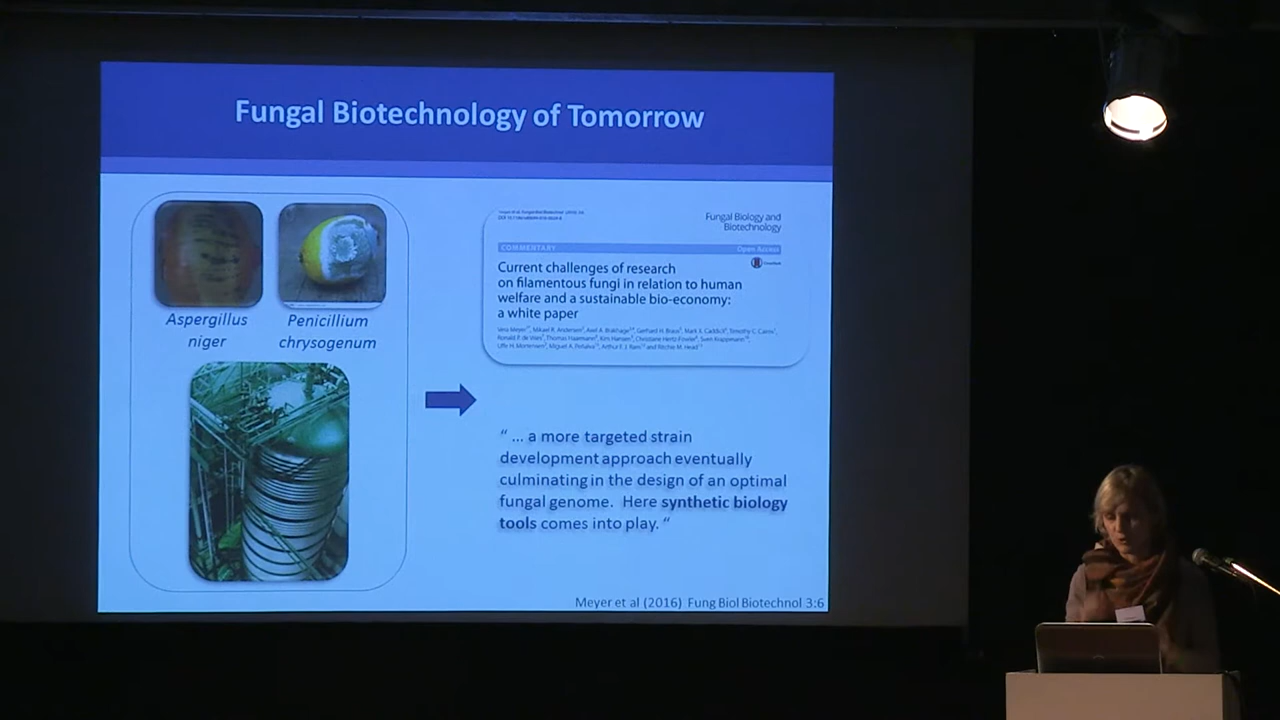 Fungal Biotechnology of Tomorrow
Aspergillus
niger
Penicillium
chrysogenum
Fungal Biology and
Biotechnology
COMMENTARY
Open Access
Current challenges of research
on filamentous fungi in relation to human
welfare and a sustainable bio-economy:
a white paper
“ ... a more targeted strain
development approach eventually
culminating in the design of an optimal
fungal genome. Here synthetic biology
tools comes into play. “
Meyer et al (2016) Fung Biol Biotechnol 3:6